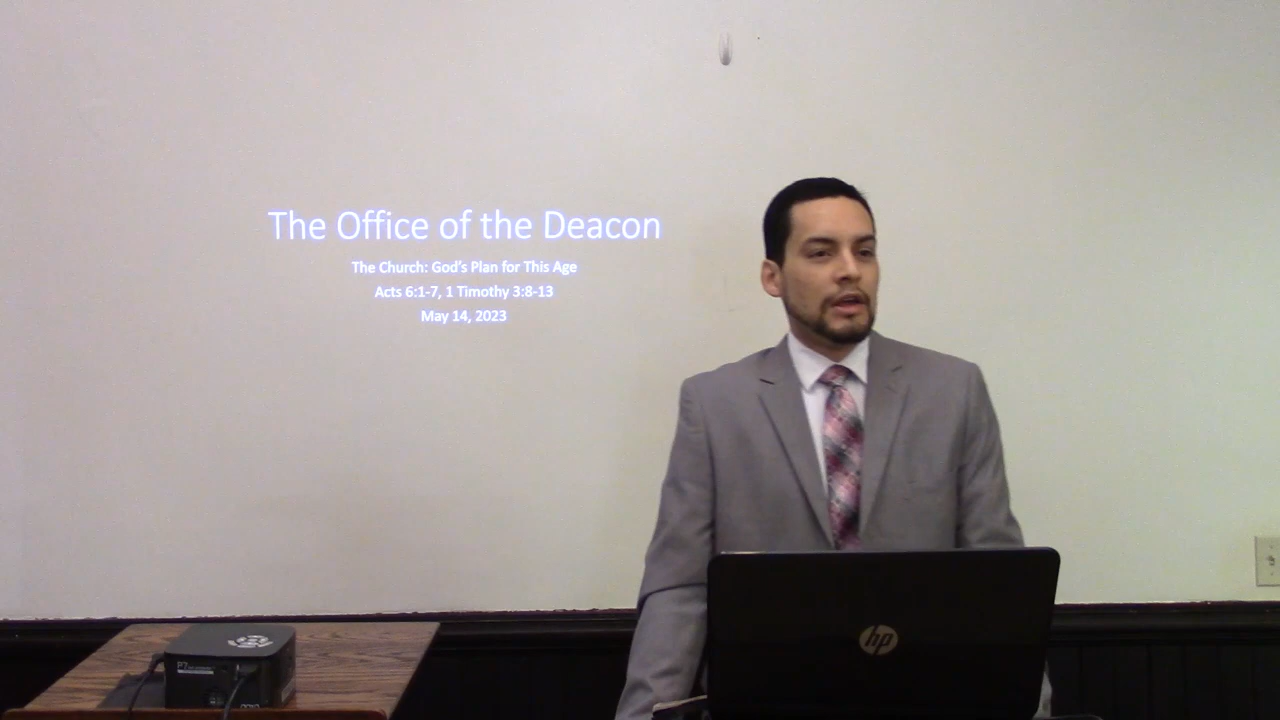 The Office of the Deacon
The Church: God's Plan for This Age
Acts 6:1-7, 1 Timothy 3:8-13
May 14, 2023
hp
P7